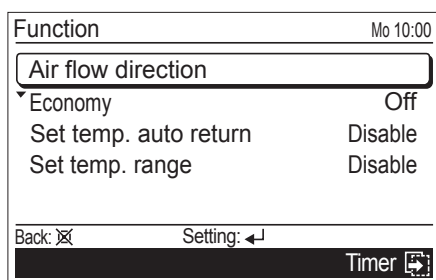 Function Mo 10:00
Air flow direction
Economy Off
Set temp. auto return Disable
Set temp. range Disable
Back: Setting:
Timer